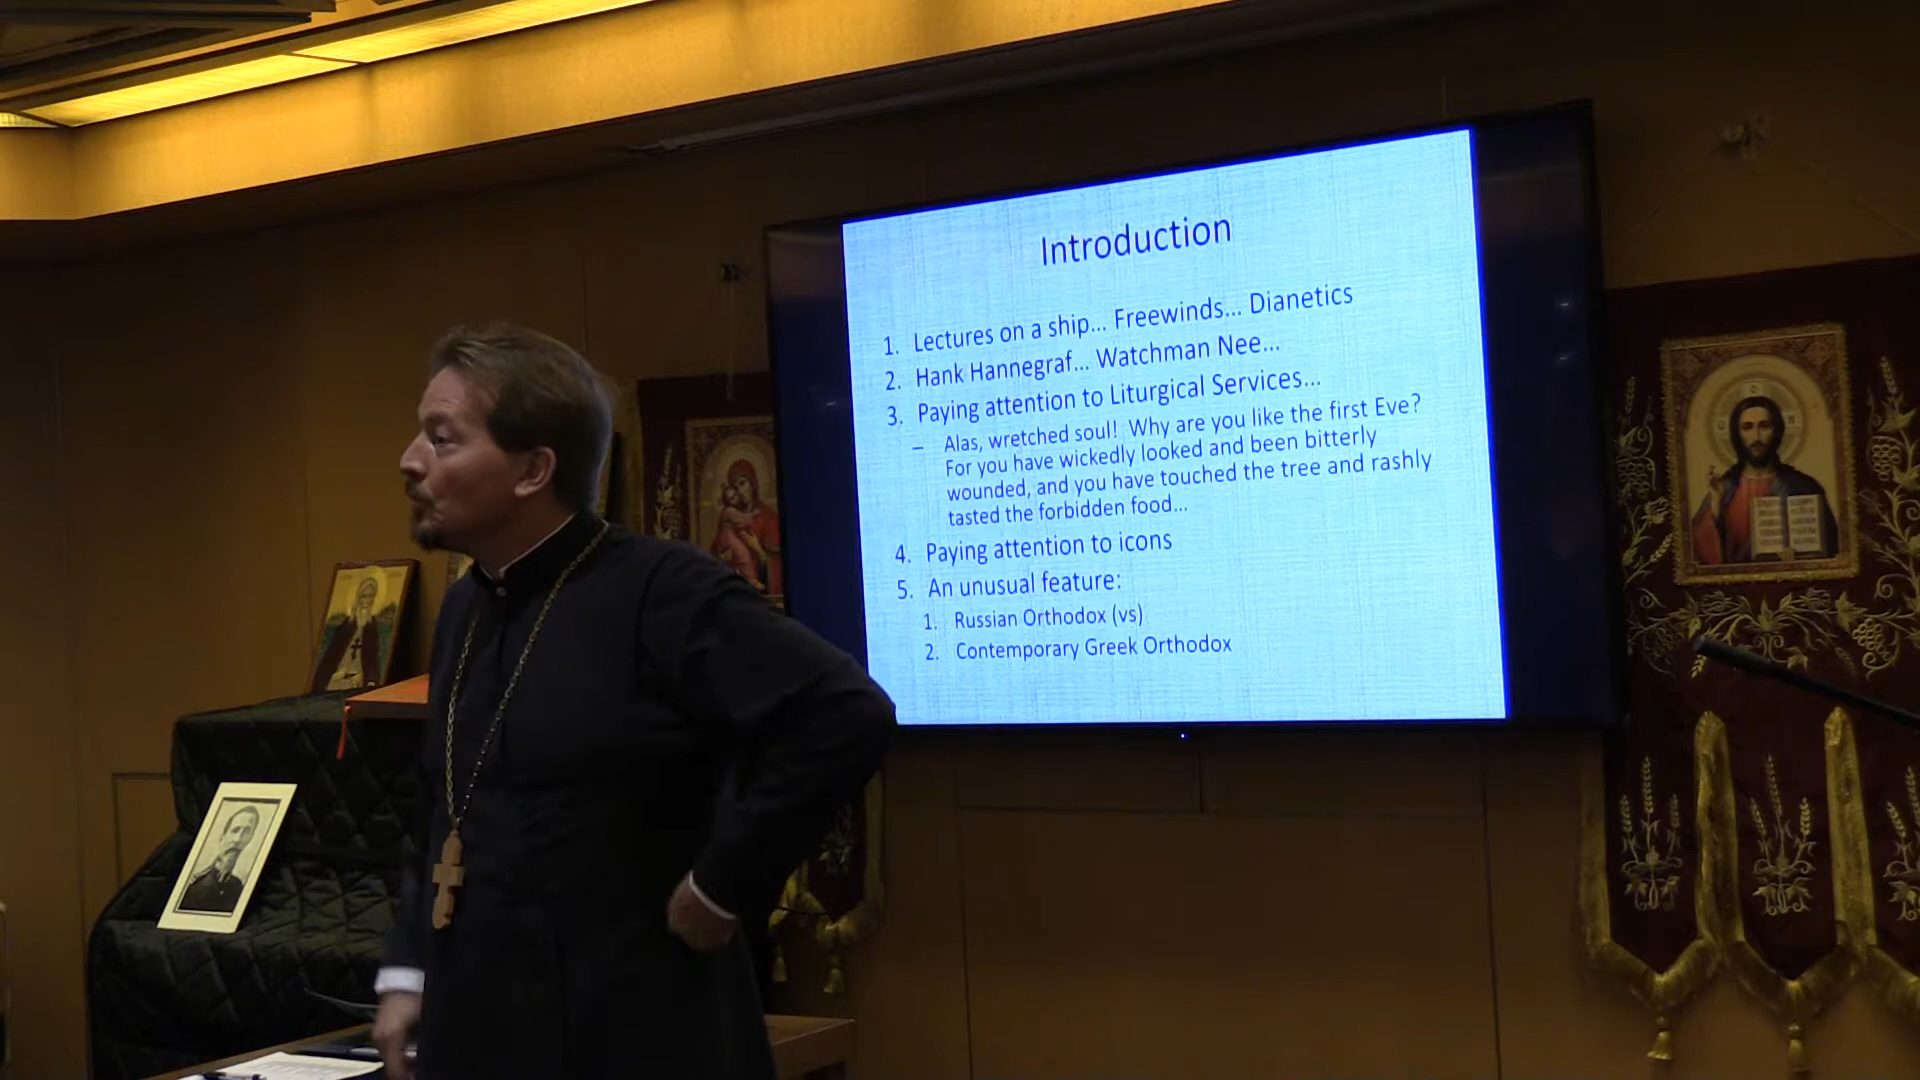 Introduction
1. Lectures on a ship... Freewinds... Dianetics
2. Hank Hannegraf... Watchman Nee...
3. Paying attention to Liturgical Services...
– Alas, wretched soul! Why are you like the first Eve?
For you have wickedly looked and been bitterly
wounded, and you have touched the tree and rashly
tasted the forbidden food...
4. Paying attention to icons
5. An unusual feature:
1. Russian Orthodox (vs)
2. Contemporary Greek Orthodox